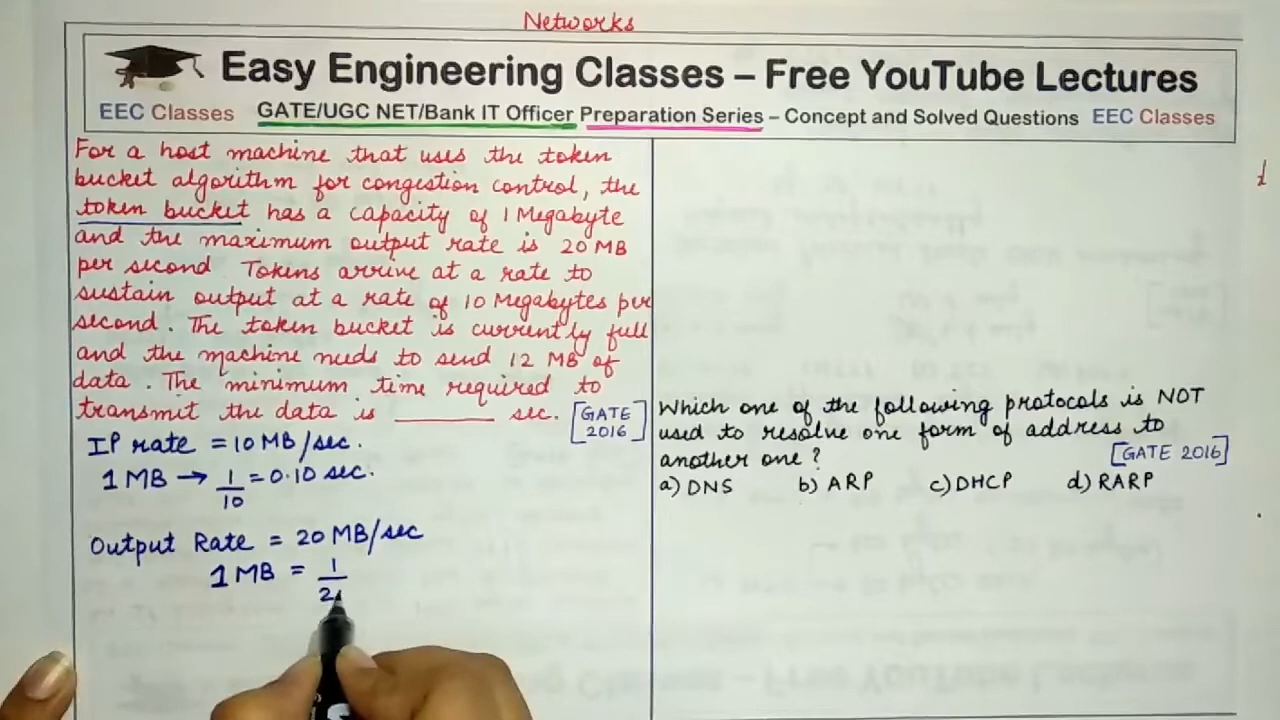 Networks
Easy Engineering Classes – Free YouTube Lectures
EEC Classes GATE/UGC NET/Bank IT Officer Preparation Series – Concept and Solved Questions EEC Classes
For a host machine that uses the token
bucket algorithm for congestion control, the
token bucket has a capacity of 1 Megabyte
and the maximum output rate is 20 MB
per second Tokens arrive at a rate to
sustain output at a rate of 10 Megabytes per
second. The token bucket is currently full
and the machine needs to send 12 MB of
data. The minimum time required to
transmit the data is ______ sec. [GATE
2016]
IP rate = 10 MB/sec.
1 MB → 1/10 = 0.10 sec.
Output Rate = 20 MB/sec
1 MB = 1/2
Which one of the following protocols is NOT
used to resolve one form of address to
another one? [GATE 2016]
a) DNS b) ARP c) DHCP d) RARP